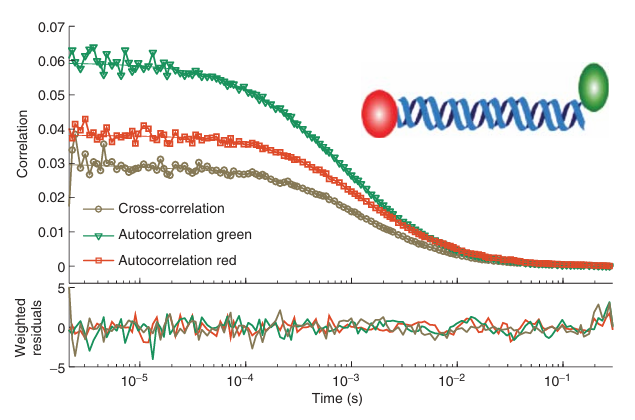 0.07
0.06
0.05
0.04
0.03
0.02
0.01
0
Correlation
Cross-correlation
Autocorrelation green
Autocorrelation red
5
0
−5
Weighted
residuals
10⁻⁵ 10⁻⁴ 10⁻³ 10⁻² 10⁻¹
Time (s)